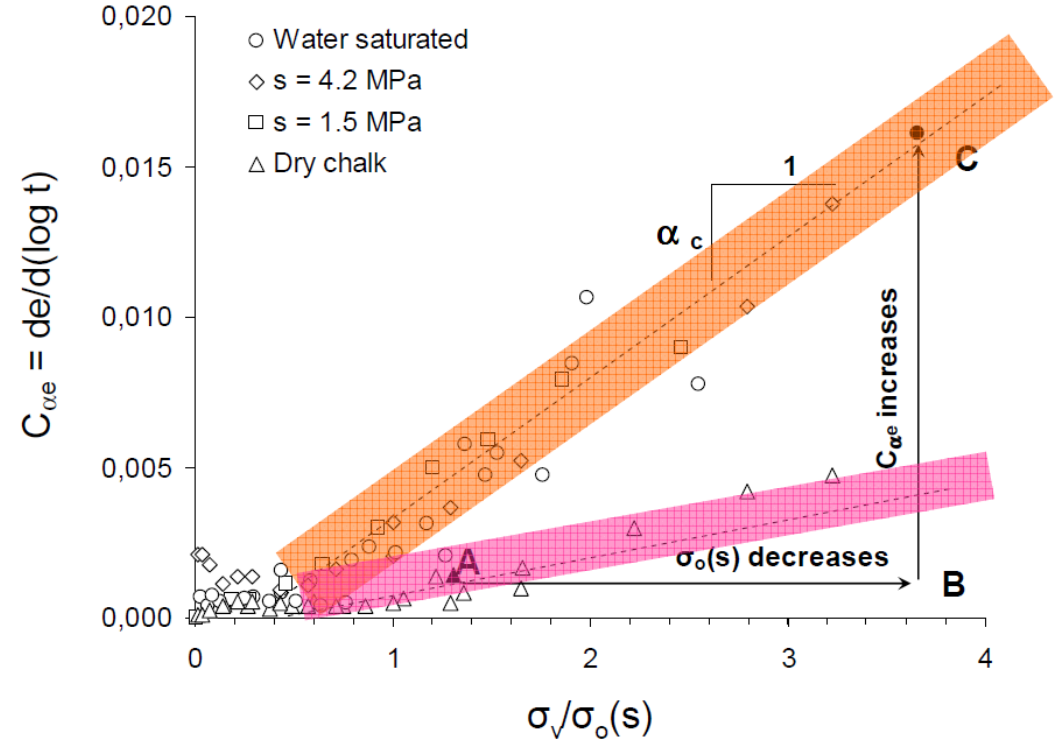 0,020
0,015
0,010
0,005
0,000
C αe = de/d(log t)
Water saturated
s = 4.2 MPa
s = 1.5 MPa
Dry chalk
1
α c
C
Cαe increases
A
σo(s) decreases
B
0
1
2
3
4
σv/σo(s)